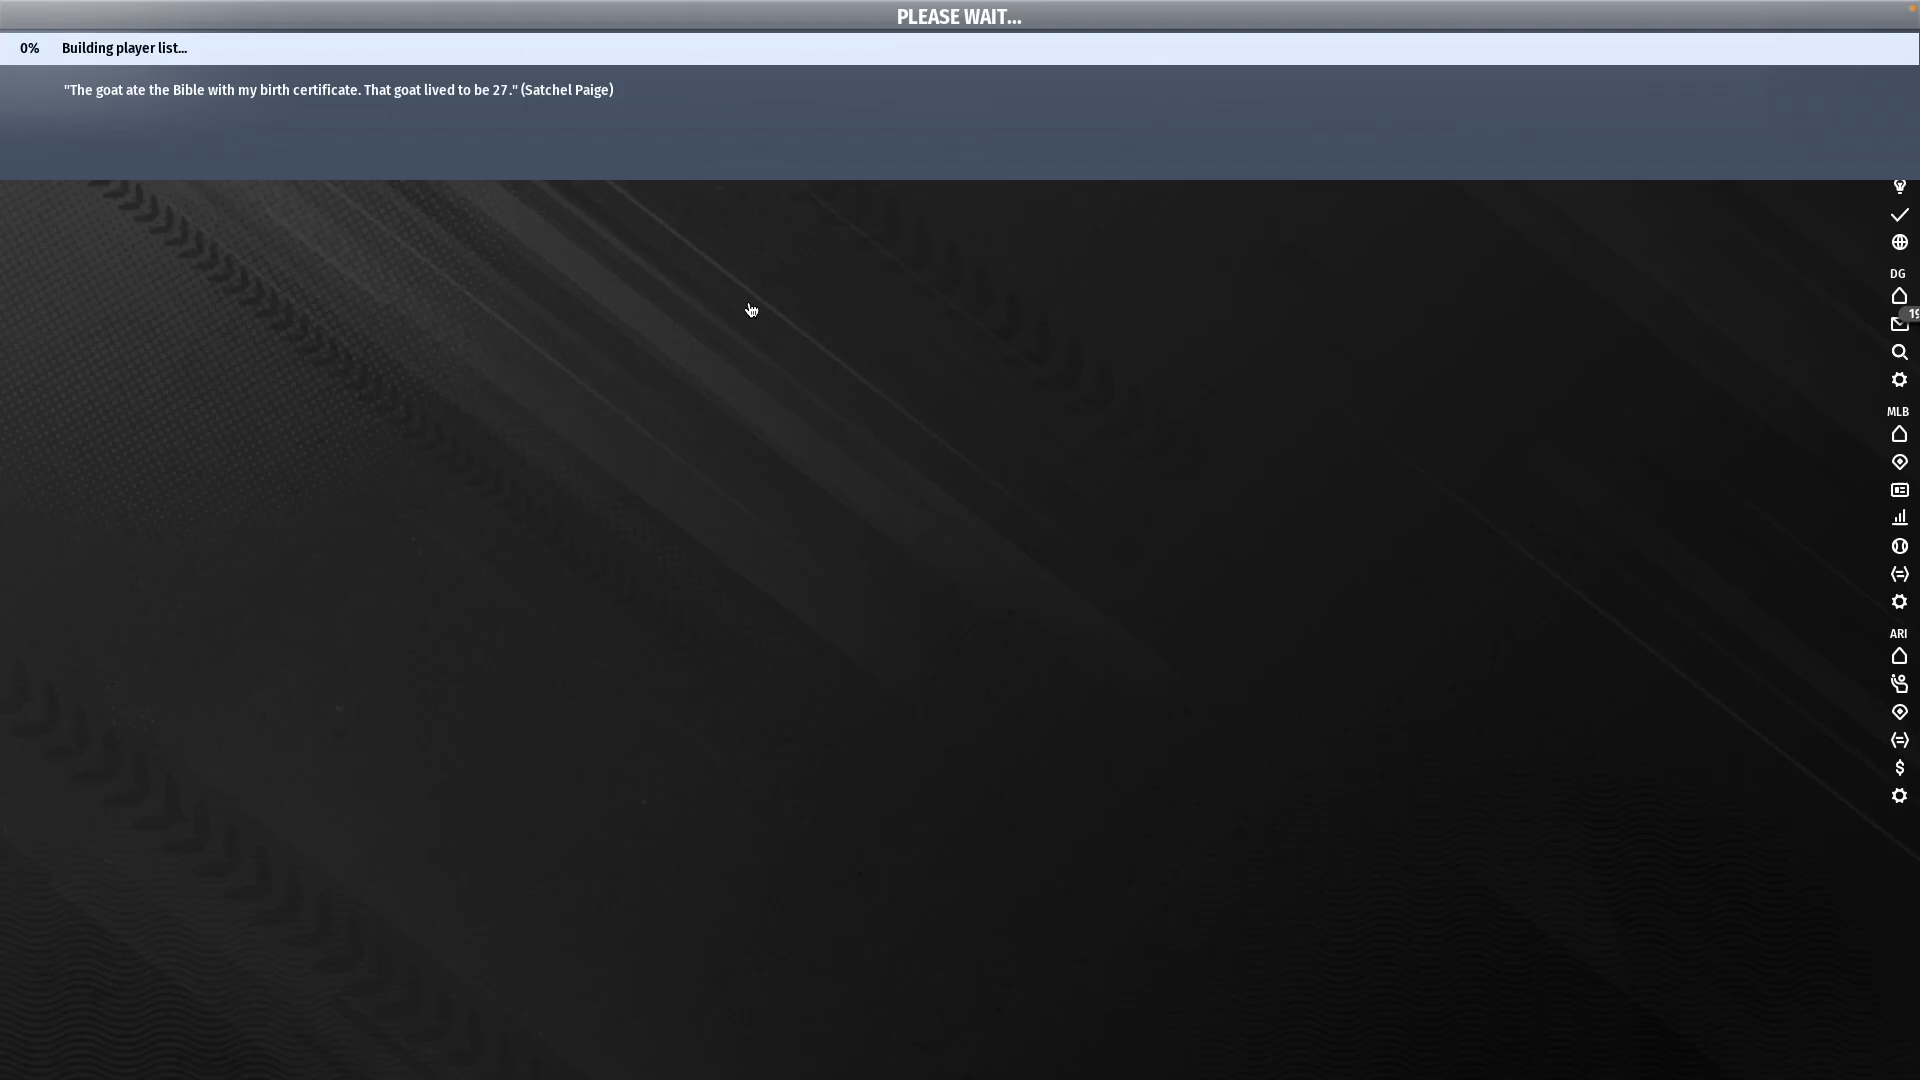 PLEASE WAIT...
0% Building player list...
"The goat ate the Bible with my birth certificate. That goat lived to be 27." (Satchel Paige)
DG
19
MLB
ARI
$